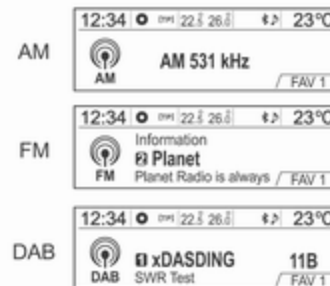 AM
12:34 22.5 26.5 23°C
AM
AM 531 kHz
FAV 1
FM
12:34 22.5 26.5 23°C
Information
2 Planet
FM
Planet Radio is always
FAV 1
DAB
12:34 22.5 26.5 23°C
1 xDASDING 11B
DAB
SWR Test
FAV 1